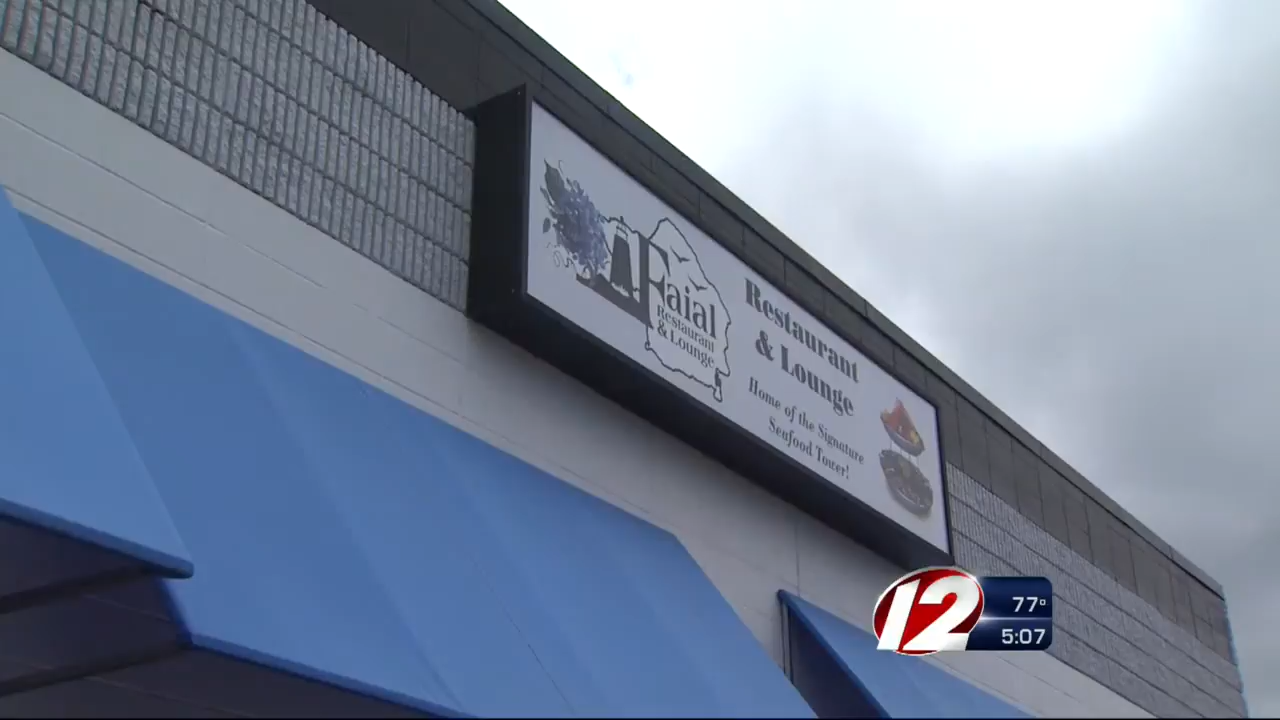 Faial
Restaurant
& Lounge
Restaurant
& Lounge
Home of the Signature
Seafood Tower!
12
77°
5:07